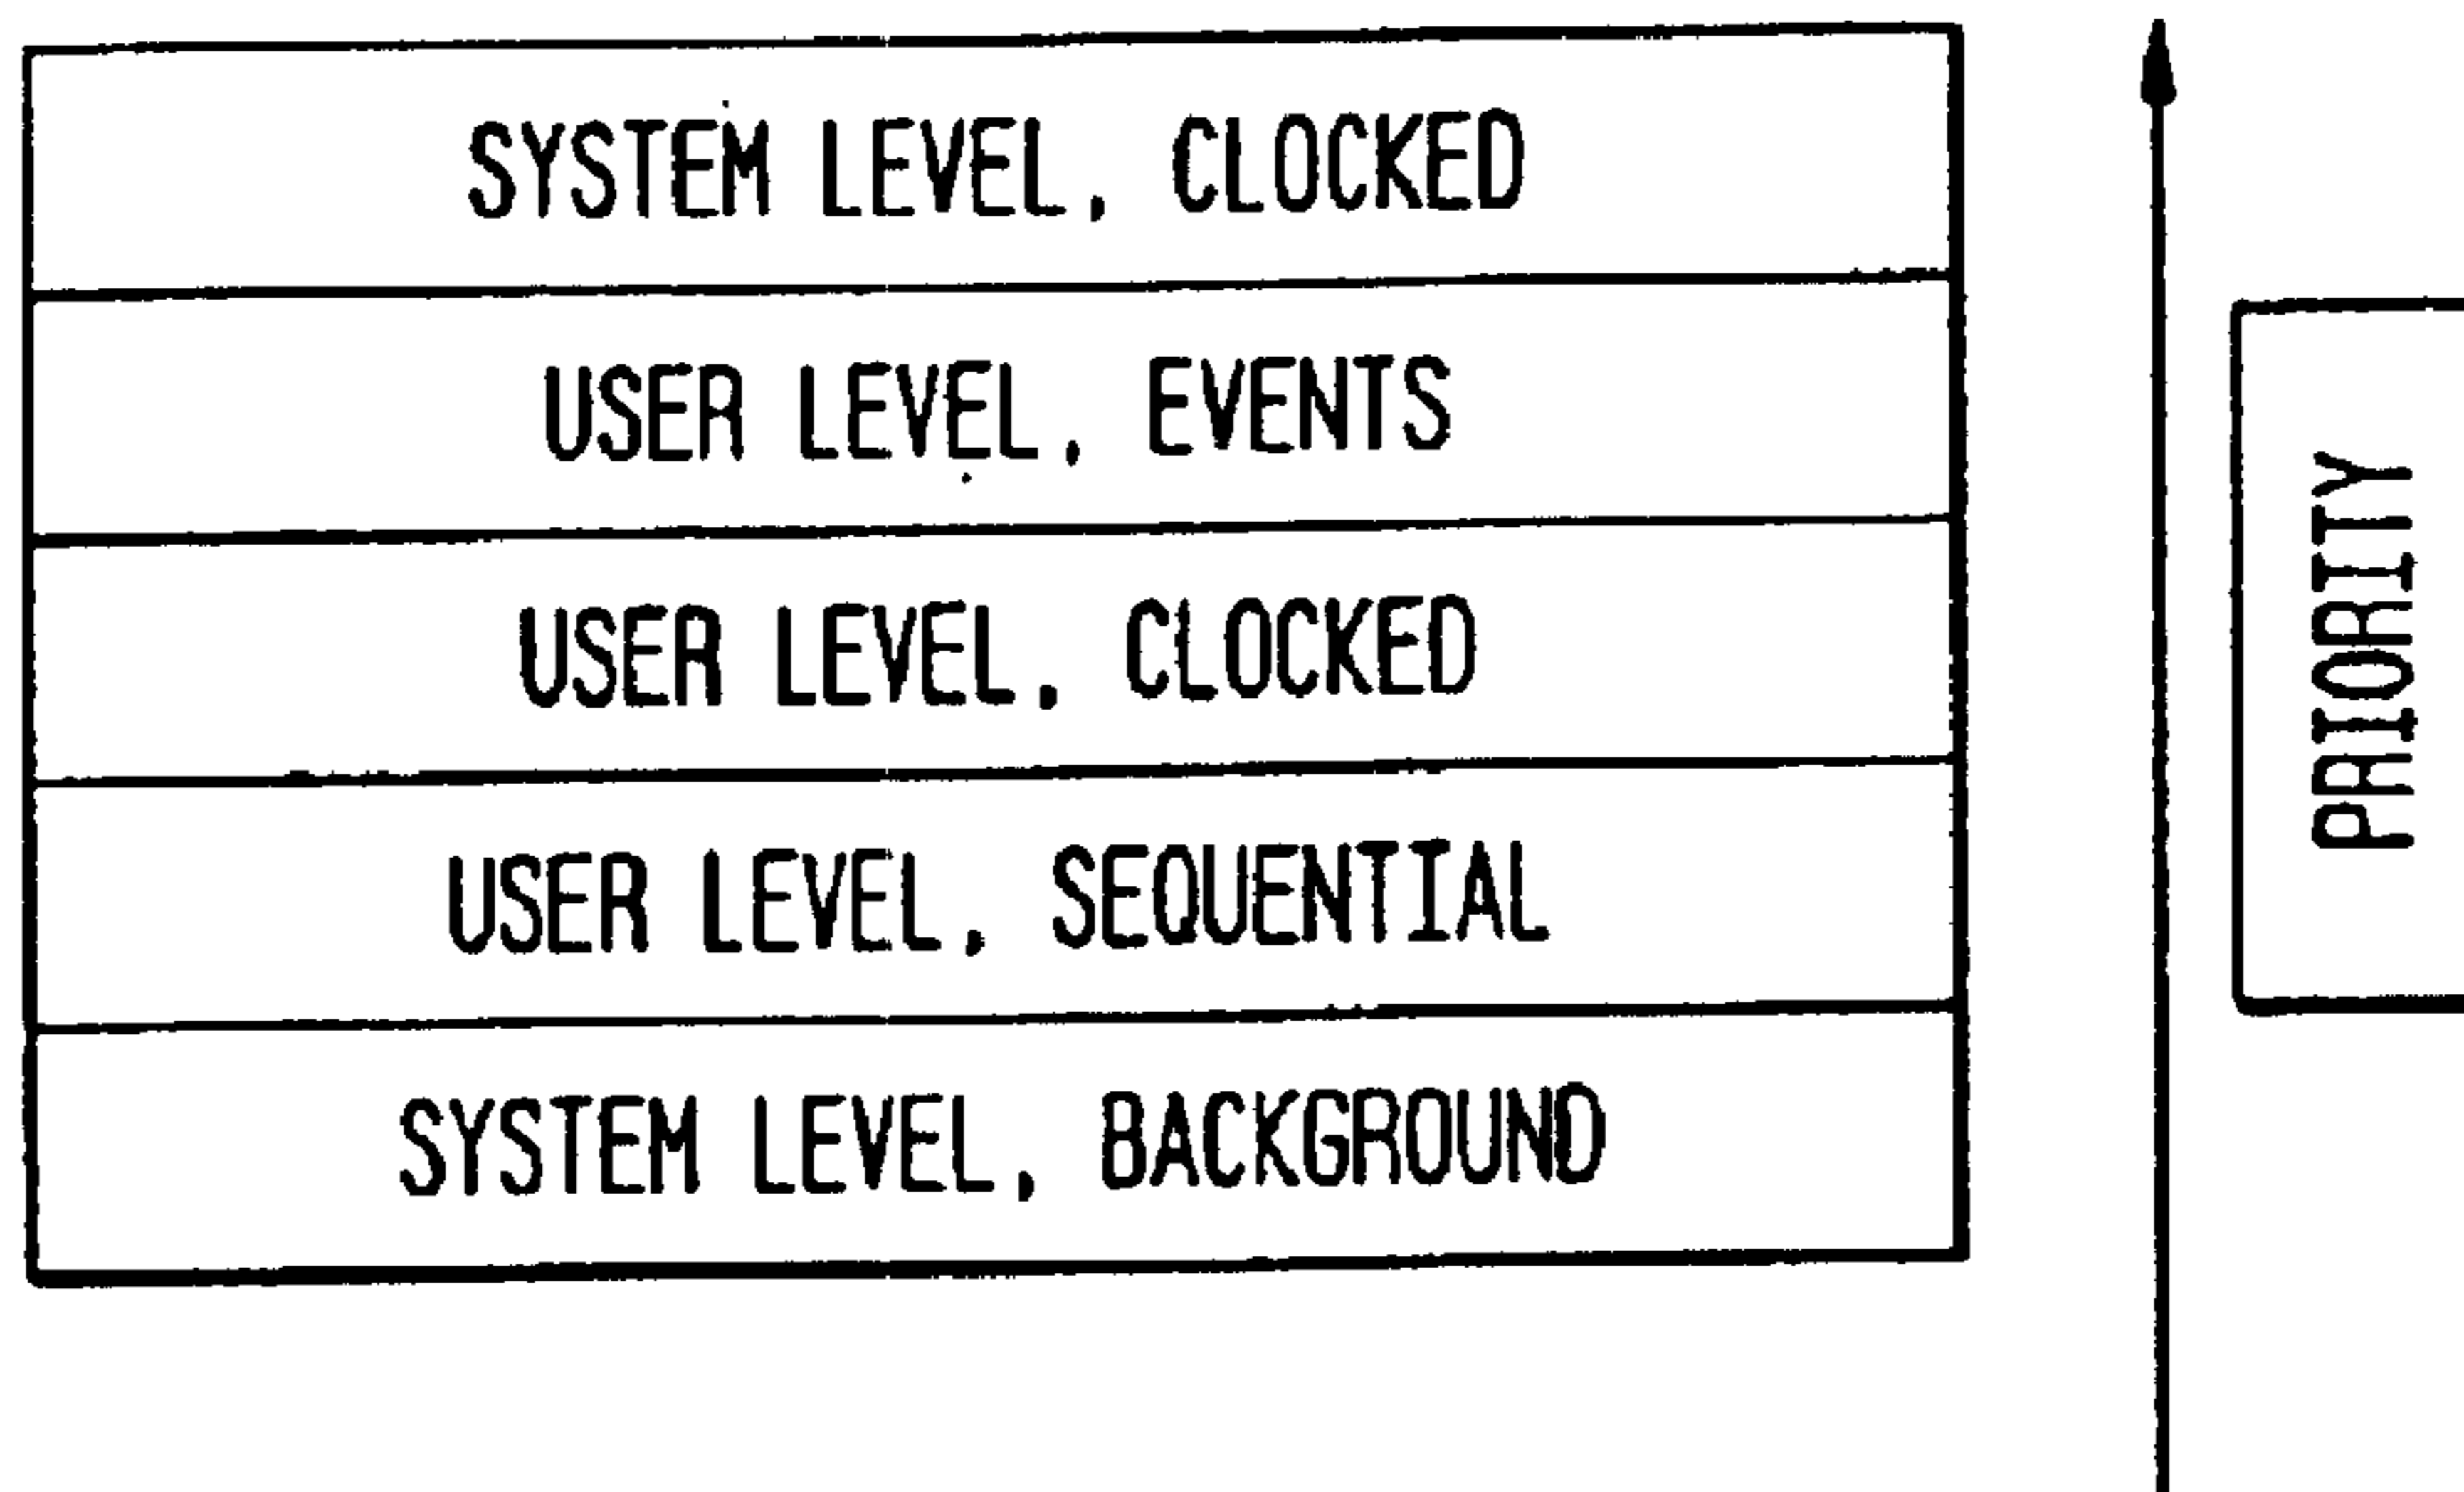 SYSTEM LEVEL, CLOCKED
USER LEVEL, EVENTS
USER LEVEL, CLOCKED
USER LEVEL, SEQUENTIAL
SYSTEM LEVEL, BACKGROUND
PRIORITY